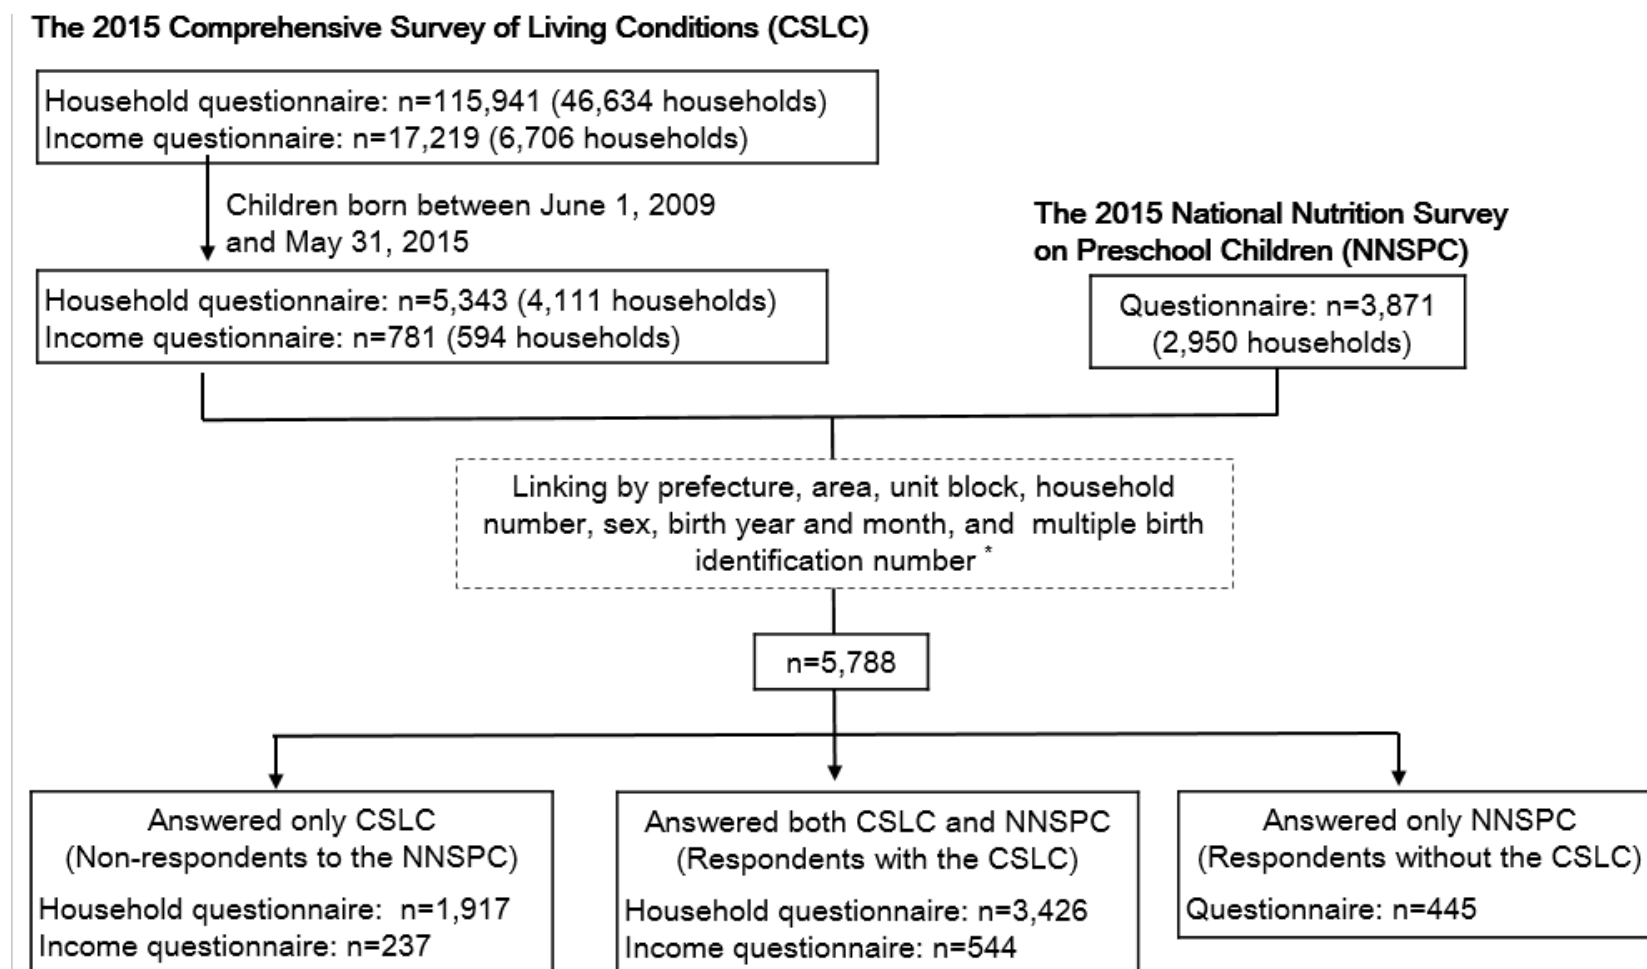 The 2015 Comprehensive Survey of Living Conditions (CSLC)
Household questionnaire: n=115,941 (46,634 households)
Income questionnaire: n=17,219 (6,706 households)
Children born between June 1, 2009
and May 31, 2015
The 2015 National Nutrition Survey
on Preschool Children (NNSPC)
Household questionnaire: n=5,343 (4,111 households)
Income questionnaire: n=781 (594 households)
Questionnaire: n=3,871
(2,950 households)
Linking by prefecture, area, unit block, household
number, sex, birth year and month, and multiple birth
identification number *
n=5,788
Answered only CSLC
(Non-respondents to the NNSPC)
Household questionnaire: n=1,917
Income questionnaire: n=237
Answered both CSLC and NNSPC
(Respondents with the CSLC)
Household questionnaire: n=3,426
Income questionnaire: n=544
Answered only NNSPC
(Respondents without the CSLC)
Questionnaire: n=445